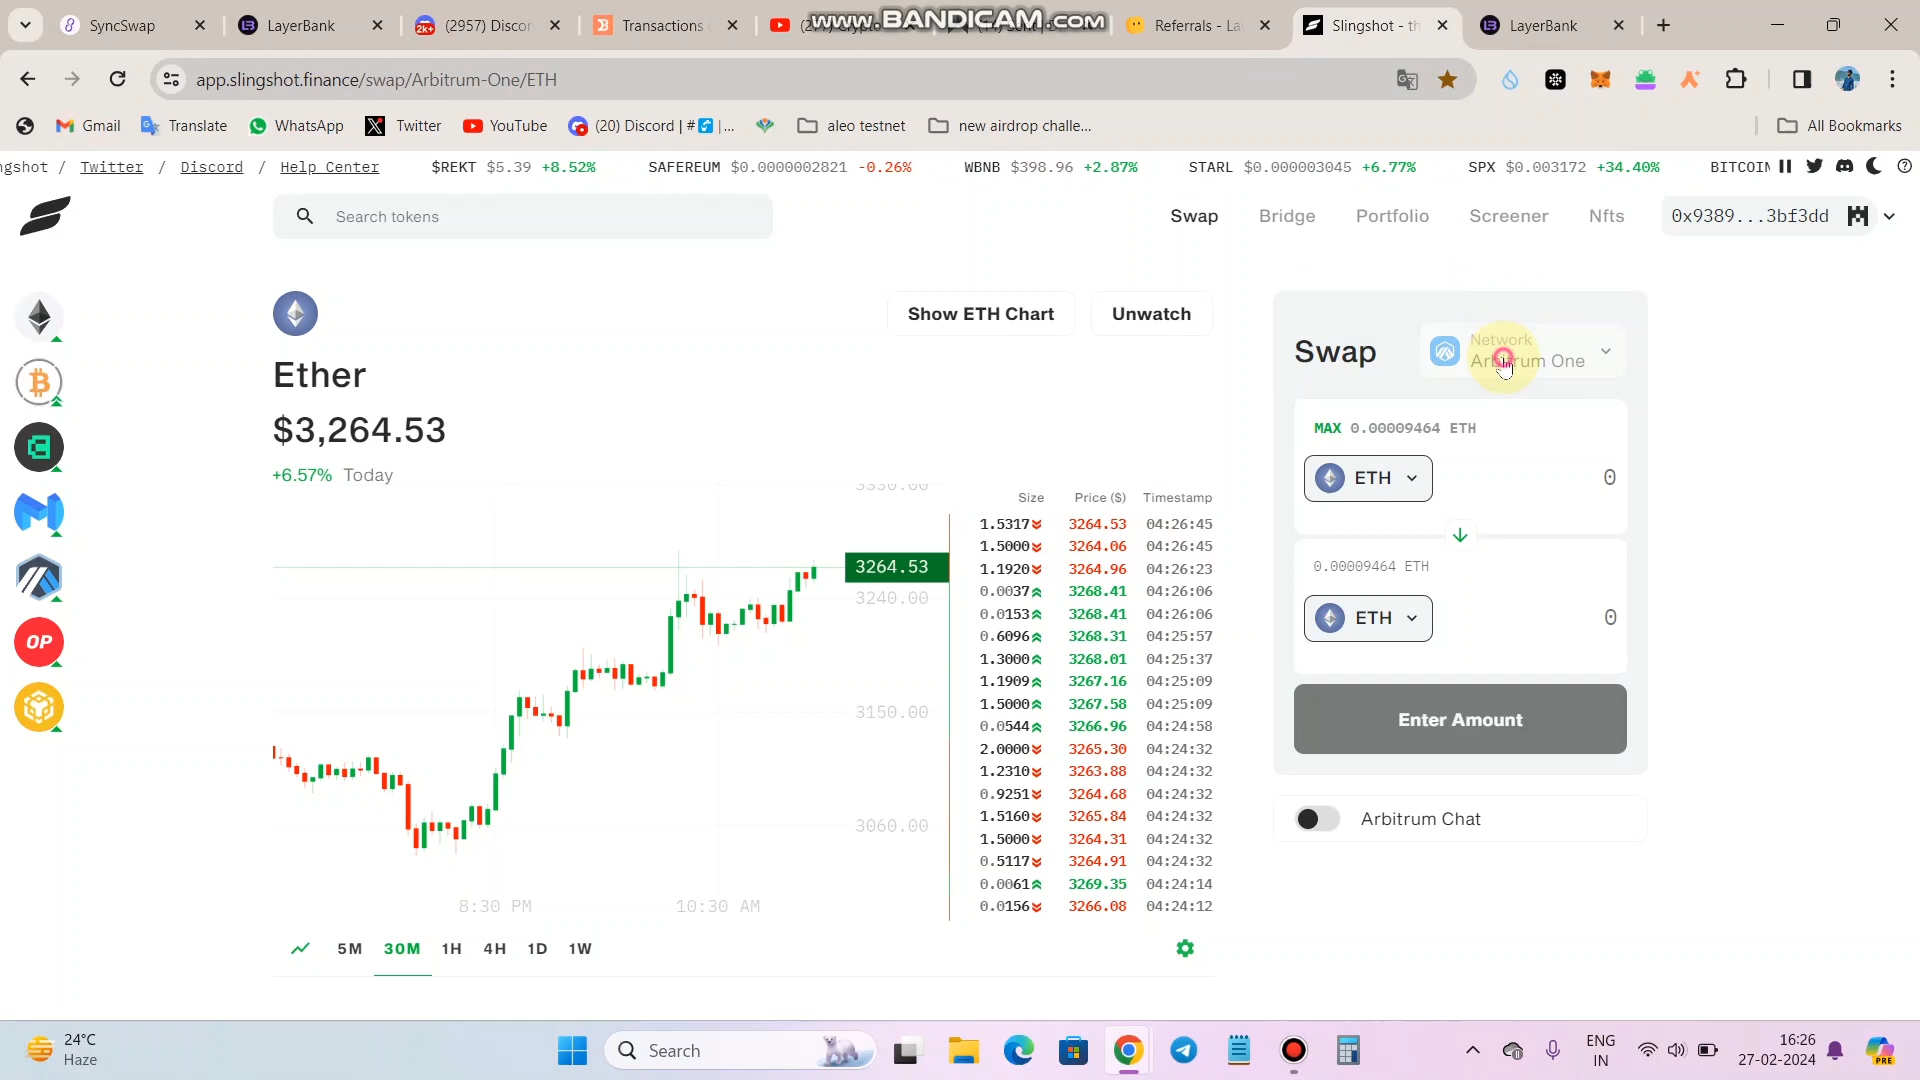 www.BANDICAM.com
SyncSwap
LayerBank
(2957) Discor
Transactions
Referrals - La
Slingshot - th
LayerBank
app.slingshot.finance/swap/Arbitrum-One/ETH
Gmail
Translate
WhatsApp
Twitter
YouTube
(20) Discord | # | ...
aleo testnet
new airdrop challe...
All Bookmarks
ngshot / Twitter / Discord / Help Center
$REKT $5.39 +8.52%
SAFEREUM $0.0000002821 -0.26%
WBNB $398.96 +2.87%
STARL $0.000003045 +6.77%
SPX $0.003172 +34.40%
BITCOIN
Search tokens
Swap
Bridge
Portfolio
Screener
Nfts
0x9389...3bf3dd
Show ETH Chart
Unwatch
Ether
$3,264.53
+6.57% Today
3330.00
3264.53
3240.00
3150.00
3060.00
8:30 PM
10:30 AM
Size Price ($) Timestamp
1.5317 3264.53 04:26:45
1.5000 3264.06 04:26:45
1.1920 3264.96 04:26:23
0.0037 3268.41 04:26:06
0.0153 3268.41 04:26:06
0.6096 3268.31 04:25:57
1.3000 3268.01 04:25:37
1.1909 3267.16 04:25:09
1.5000 3267.58 04:25:09
0.0544 3266.96 04:24:58
2.0000 3265.30 04:24:32
1.2310 3263.88 04:24:32
0.9251 3264.68 04:24:32
1.5160 3265.84 04:24:32
1.5000 3264.31 04:24:32
0.5117 3264.91 04:24:32
0.0061 3269.35 04:24:14
0.0156 3266.08 04:24:12
5M 30M 1H 4H 1D 1W
OP
Swap
Network
Arbitrum One
MAX 0.00009464 ETH
ETH
0
0.00009464 ETH
ETH
0
Enter Amount
Arbitrum Chat
24°C
Haze
Search
ENG
IN
16:26
27-02-2024
PRE